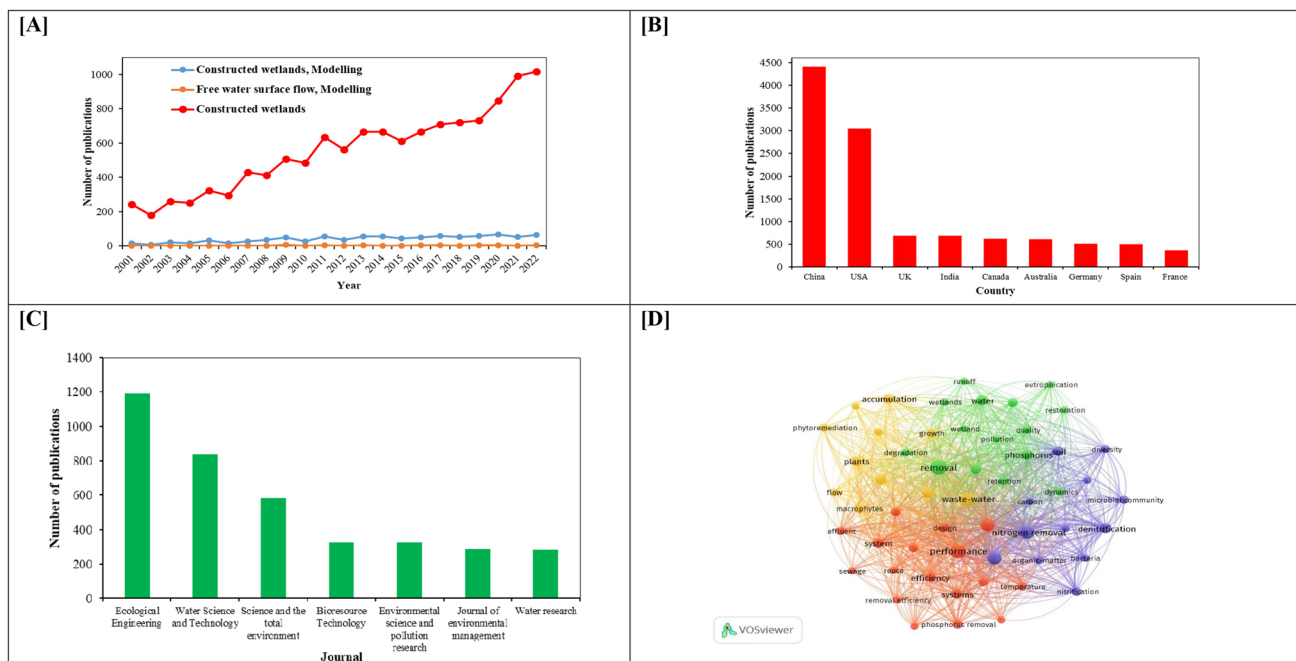 [A]
Constructed wetlands, Modelling
Free water surface flow, Modelling
Constructed wetlands
Number of publications
1000
800
600
400
200
0
2001 2002 2003 2004 2005 2006 2007 2008 2009 2010 2011 2012 2013 2014 2015 2016 2017 2018 2019 2020 2021 2022
Year
[B]
Number of publications
4500
4000
3500
3000
2500
2000
1500
1000
500
0
China USA UK India Canada Australia Germany Spain France
Country
[C]
Number of publications
1400
1200
1000
800
600
400
200
0
Ecological
Engineering
Water Science
and Technology
Science and the
total
environment
Bioresource
Technology
Environmental
science and
pollution
research
Journal of
environmental
management
Water research
Journal
[D]
runoff
eutrophication
accumulation
wetlands
water
restoration
phytoremediation
growth
wetland
quality
pollution
degradation
phosphorus
soil
diversity
plants
removal
retention
flow
waste-water
carbon
dynamics
microbial community
macrophytes
effluent
design
nitrogen removal
denitrification
system
performance
organic-matter
bacteria
sewage
reuse
efficiency
temperature
nitrification
removal efficiency
systems
phosphorus removal
VOSviewer